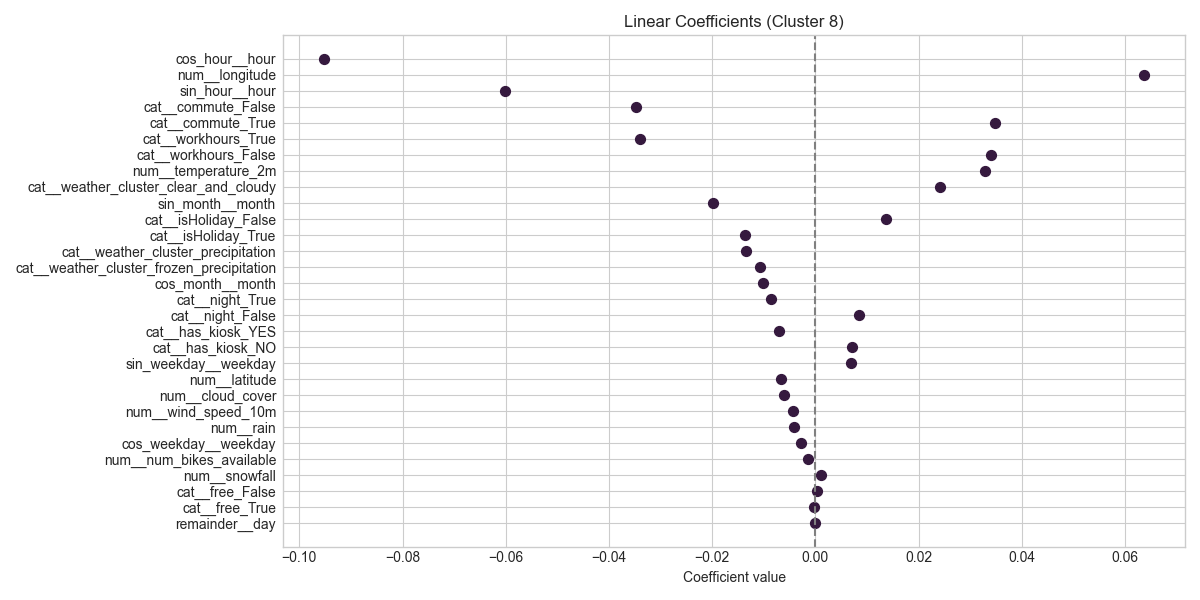 Linear Coefficients (Cluster 8)
cos_hour__hour
num__longitude
sin_hour__hour
cat__commute_False
cat__commute_True
cat__workhours_True
cat__workhours_False
num__temperature_2m
cat__weather_cluster_clear_and_cloudy
sin_month__month
cat__isHoliday_False
cat__isHoliday_True
cat__weather_cluster_precipitation
cat__weather_cluster_frozen_precipitation
cos_month__month
cat__night_True
cat__night_False
cat__has_kiosk_YES
cat__has_kiosk_NO
sin_weekday__weekday
num__latitude
num__cloud_cover
num__wind_speed_10m
num__rain
cos_weekday__weekday
num__num_bikes_available
num__snowfall
cat__free_False
cat__free_True
remainder__day
−0.10 −0.08 −0.06 −0.04 −0.02 0.00 0.02 0.04 0.06
Coefficient value